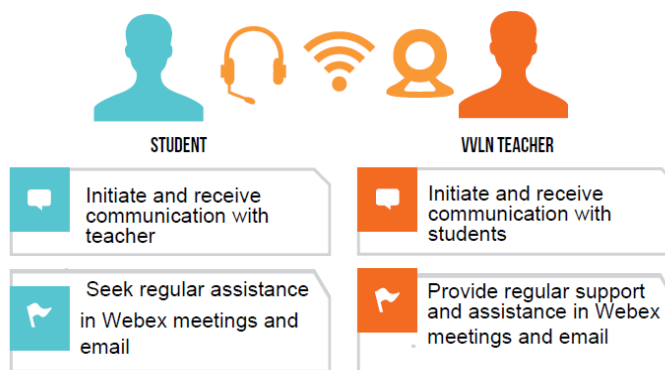 STUDENT
VVLN TEACHER
Initiate and receive
communication with
teacher
Initiate and receive
communication with
students
Seek regular assistance
in Webex meetings and
email
Provide regular support
and assistance in Webex
meetings and email